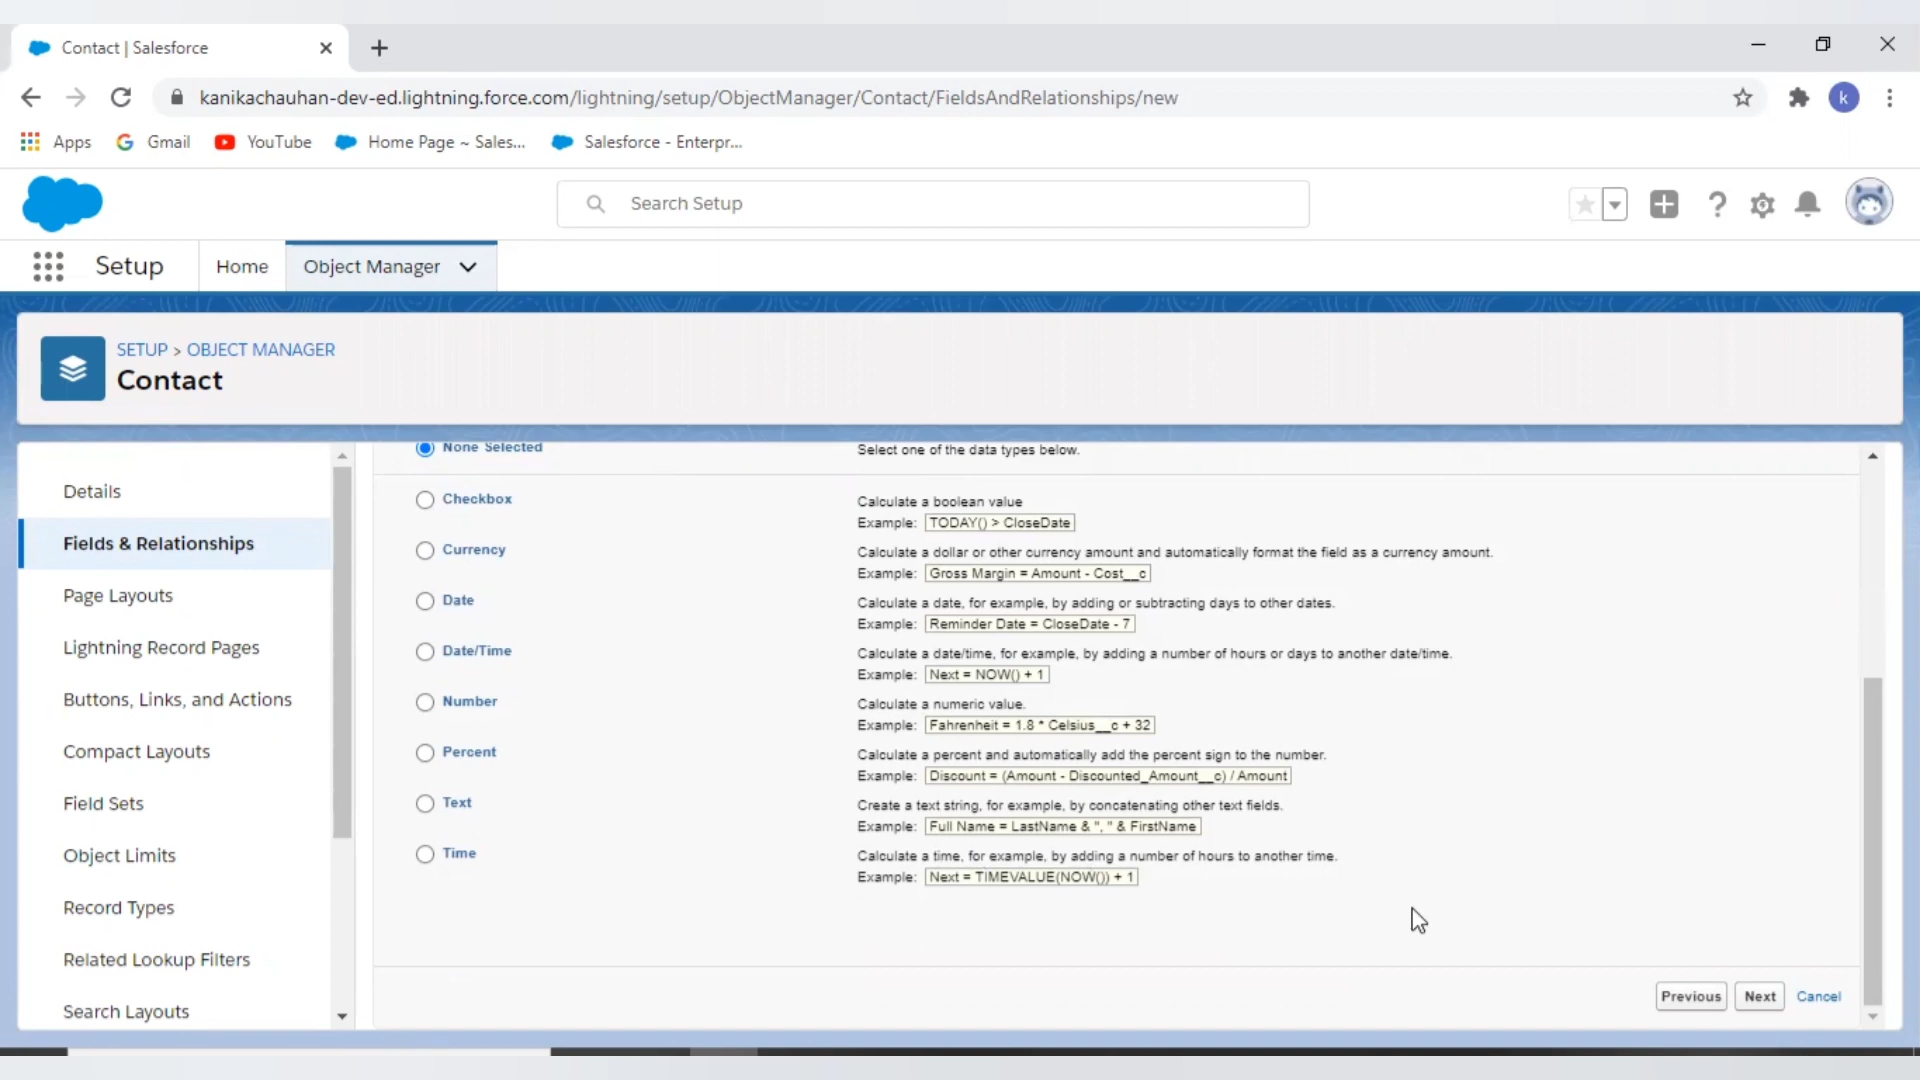 Contact | Salesforce
kanikachauhan-dev-ed.lightning.force.com/lightning/setup/ObjectManager/Contact/FieldsAndRelationships/new
k
Apps
Gmail
YouTube
Home Page ~ Sales...
Salesforce - Enterpr...
Search Setup
Setup
Home
Object Manager
SETUP > OBJECT MANAGER
Contact
Details
Fields & Relationships
Page Layouts
Lightning Record Pages
Buttons, Links, and Actions
Compact Layouts
Field Sets
Object Limits
Record Types
Related Lookup Filters
Search Layouts
None Selected
Select one of the data types below.
Checkbox
Calculate a boolean value
Example: TODAY() > CloseDate
Currency
Calculate a dollar or other currency amount and automatically format the field as a currency amount.
Example: Gross Margin = Amount - Cost__c
Date
Calculate a date, for example, by adding or subtracting days to other dates.
Example: Reminder Date = CloseDate - 7
Date/Time
Calculate a date/time, for example, by adding a number of hours or days to another date/time.
Example: Next = NOW() + 1
Number
Calculate a numeric value.
Example: Fahrenheit = 1.8 * Celsius__c + 32
Percent
Calculate a percent and automatically add the percent sign to the number.
Example: Discount = (Amount - Discounted_Amount__c) / Amount
Text
Create a text string, for example, by concatenating other text fields.
Example: Full Name = LastName & ", " & FirstName
Time
Calculate a time, for example, by adding a number of hours to another time.
Example: Next = TIMEVALUE(NOW()) + 1
Previous
Next
Cancel